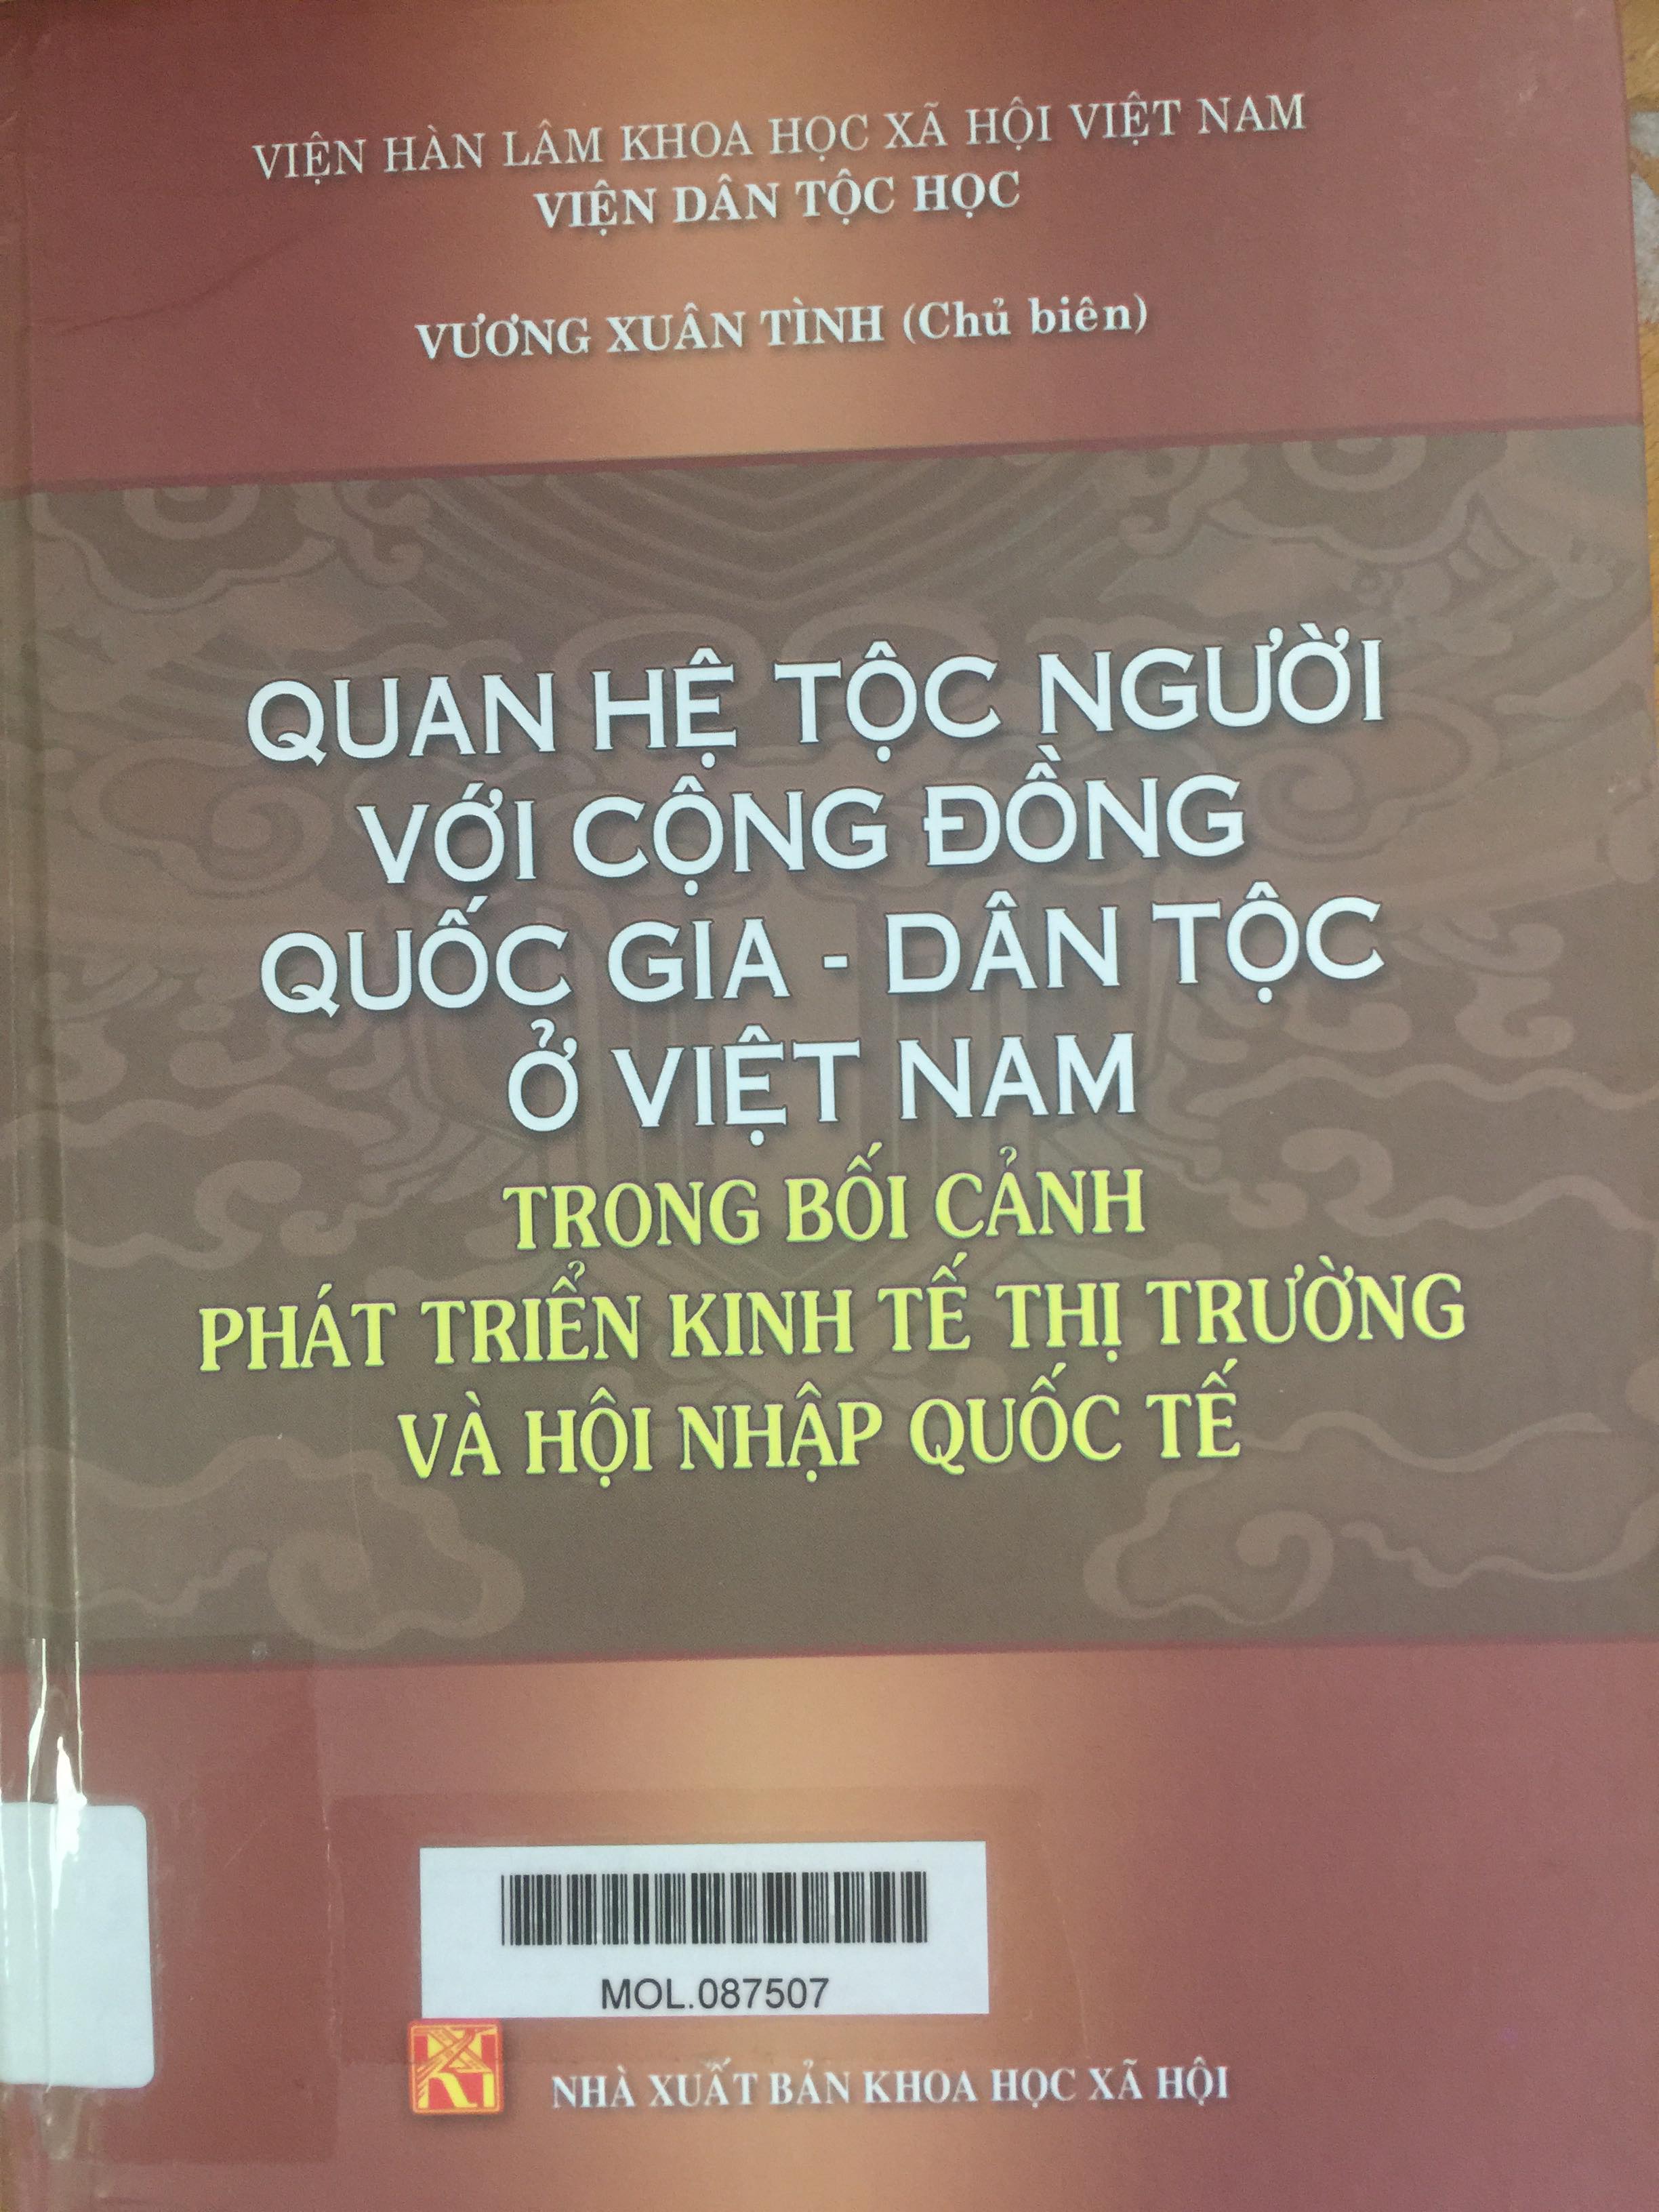 VIỆN HÀN LÂM KHOA HỌC XÃ HỘI VIỆT NAM
VIỆN DÂN TỘC HỌC
VƯƠNG XUÂN TÌNH (Chủ biên)
QUAN HỆ TỘC NGƯỜI
VỚI CỘNG ĐỒNG
QUỐC GIA - DÂN TỘC
Ở VIỆT NAM
TRONG BỐI CẢNH
PHÁT TRIỂN KINH TẾ THỊ TRƯỜNG
VÀ HỘI NHẬP QUỐC TẾ
MOL.087507
NHÀ XUẤT BẢN KHOA HỌC XÃ HỘI